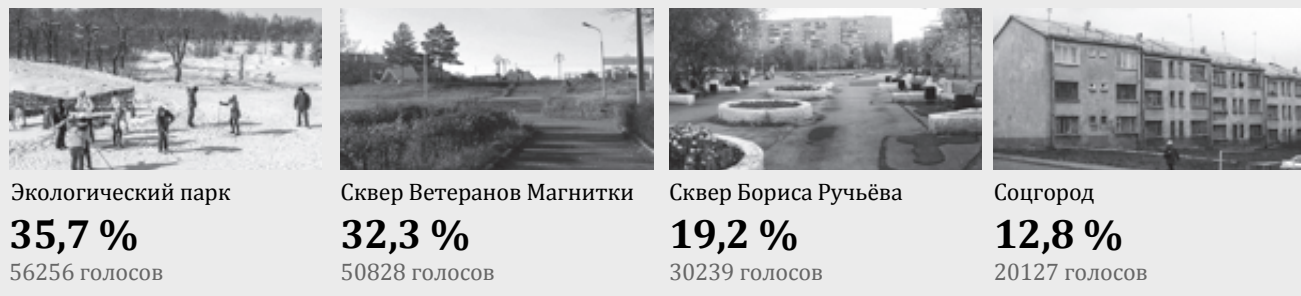 Экологический парк
35,7 %
56256 голосов
Сквер Ветеранов Магнитки
32,3 %
50828 голосов
Сквер Бориса Ручьёва
19,2 %
30239 голосов
Соцгород
12,8 %
20127 голосов